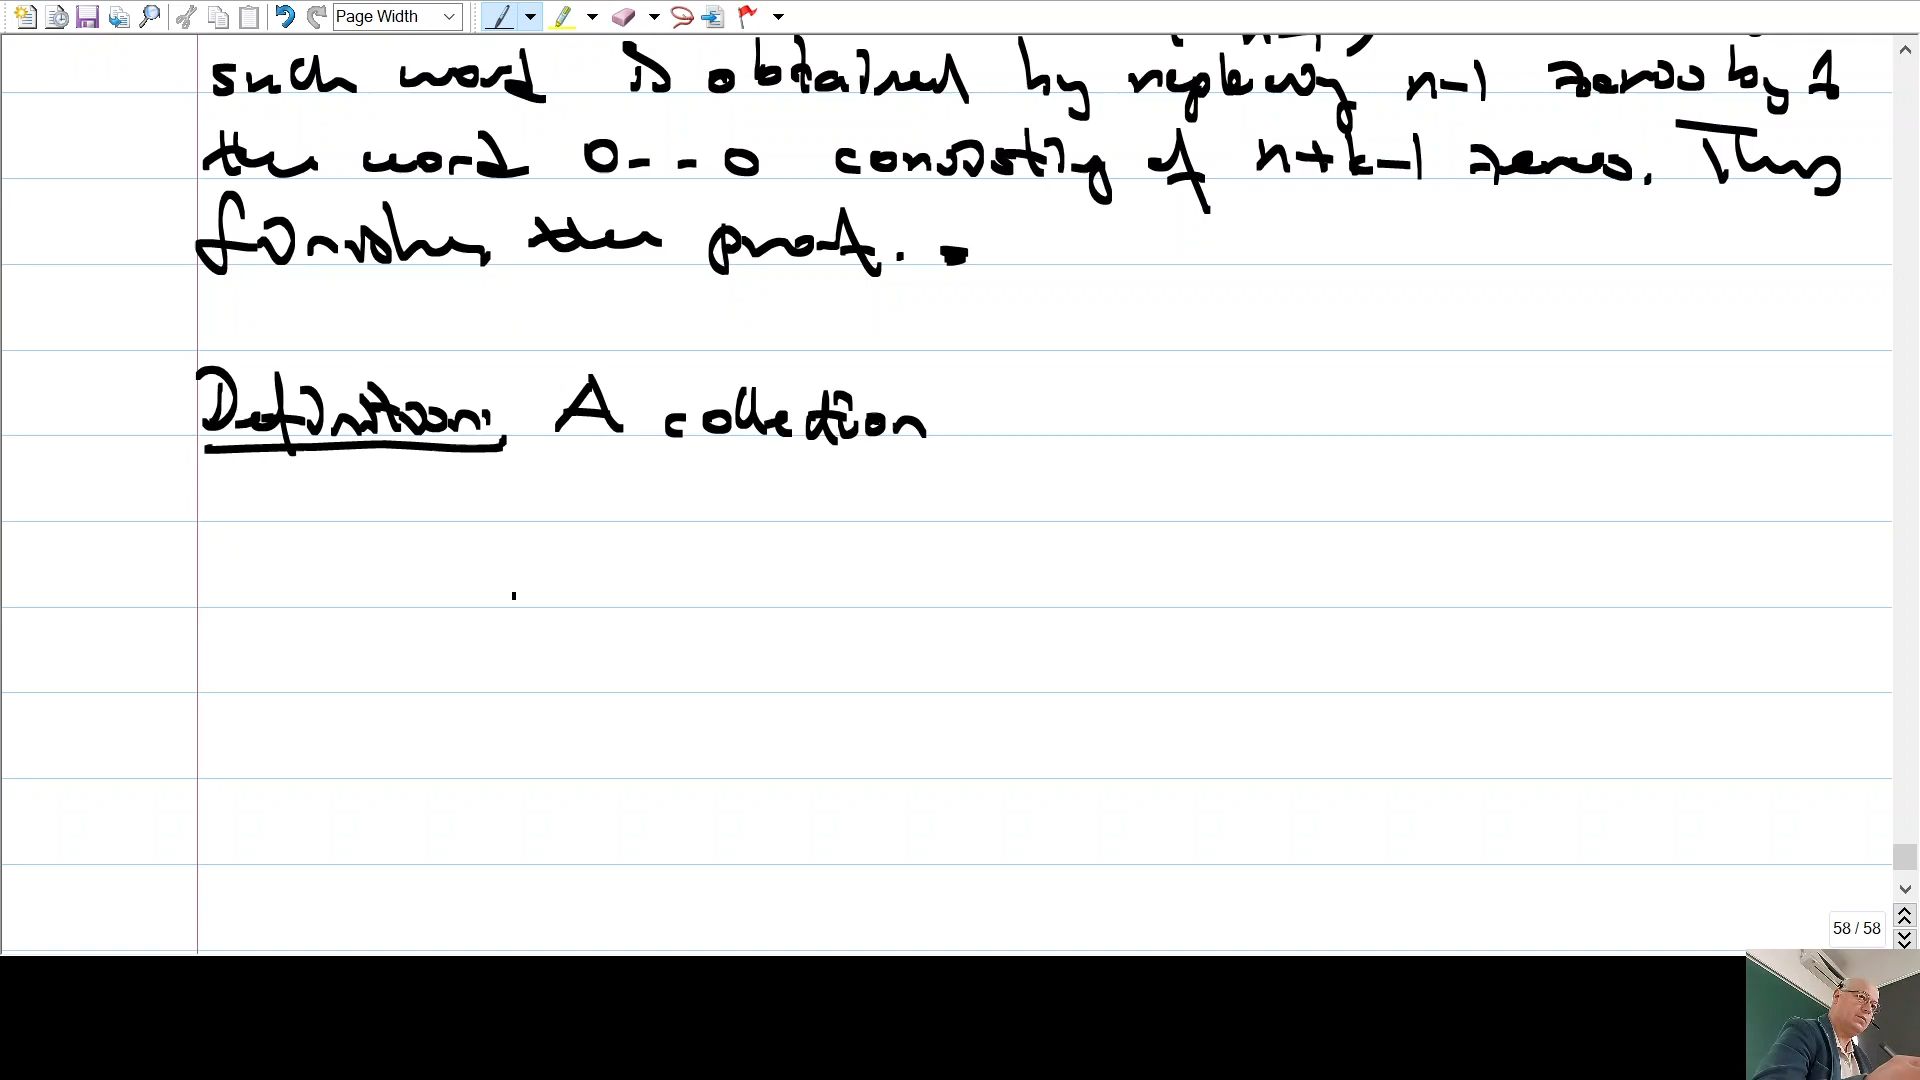 Page Width
such word is obtained by replacing n-1 zeros by 1
the word 0--0 consisting of n+k-1 zeros. This
finishes the proof.
Definition. A collection
58 / 58